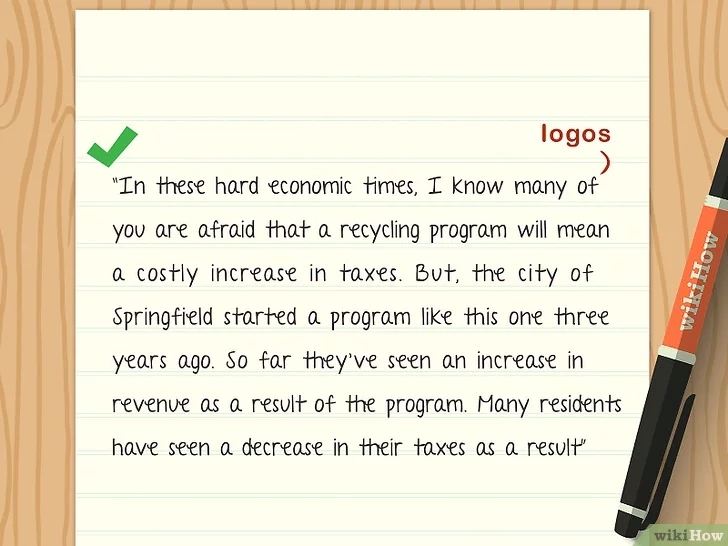 logos
"In these hard economic times, I know many of
you are afraid that a recycling program will mean
a costly increase in taxes. But, the city of
Springfield started a program like this one three
years ago. So far they've seen an increase in
revenue as a result of the program. Many residents
have seen a decrease in their taxes as a result"
wikiHow
wikiHow